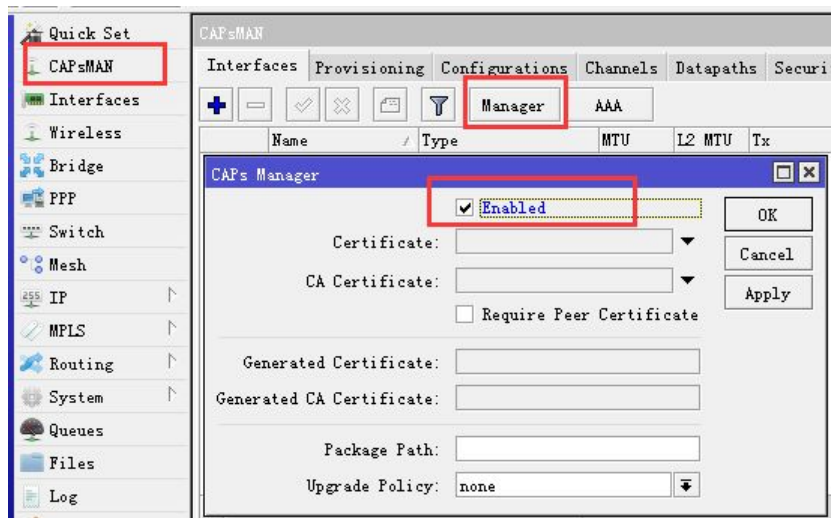 Quick Set
CAPsMAN
Interfaces
Wireless
Bridge
PPP
Switch
Mesh
IP
MPLS
Routing
System
Queues
Files
Log
CAPsMAN
Interfaces Provisioning Configurations Channels Datapaths Securi
Manager AAA
Name Type MTU L2 MTU Tx
CAPs Manager
Enabled
OK
Certificate:
Cancel
CA Certificate:
Apply
Require Peer Certificate
Generated Certificate:
Generated CA Certificate:
Package Path:
Upgrade Policy: none